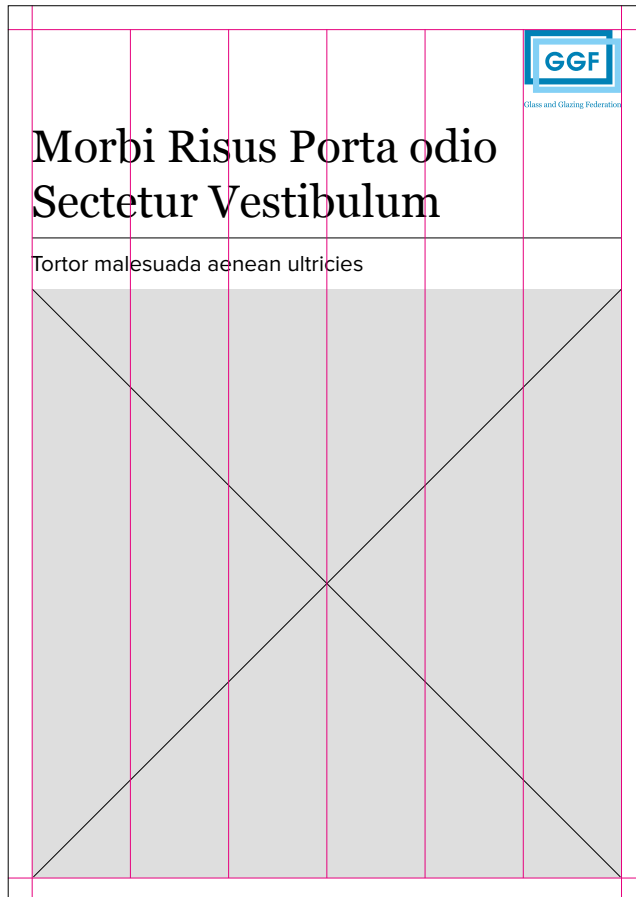 GGF
Glass and Glazing Federation
Morbi Risus Porta odio
Sectetur Vestibulum
Tortor malesuada aenean ultricies